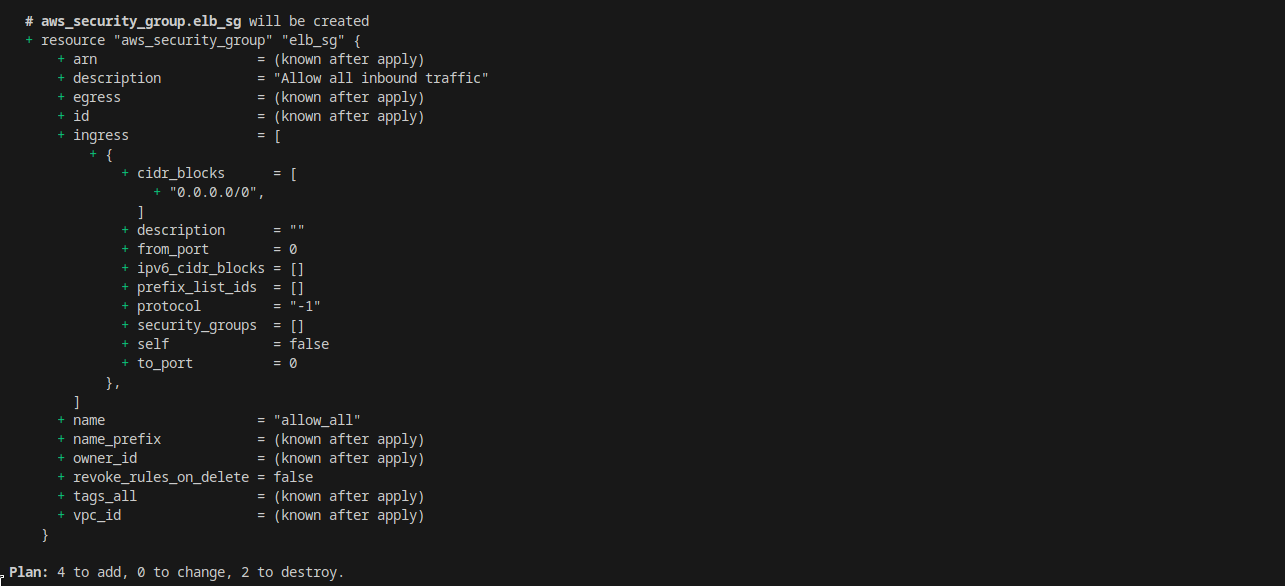 # aws_security_group.elb_sg will be created
+ resource "aws_security_group" "elb_sg" {
+ arn = (known after apply)
+ description = "Allow all inbound traffic"
+ egress = (known after apply)
+ id = (known after apply)
+ ingress = [
+ {
+ cidr_blocks = [
+ "0.0.0.0/0",
]
+ description = ""
+ from_port = 0
+ ipv6_cidr_blocks = []
+ prefix_list_ids = []
+ protocol = "-1"
+ security_groups = []
+ self = false
+ to_port = 0
},
]
+ name = "allow_all"
+ name_prefix = (known after apply)
+ owner_id = (known after apply)
+ revoke_rules_on_delete = false
+ tags_all = (known after apply)
+ vpc_id = (known after apply)
}
Plan: 4 to add, 0 to change, 2 to destroy.